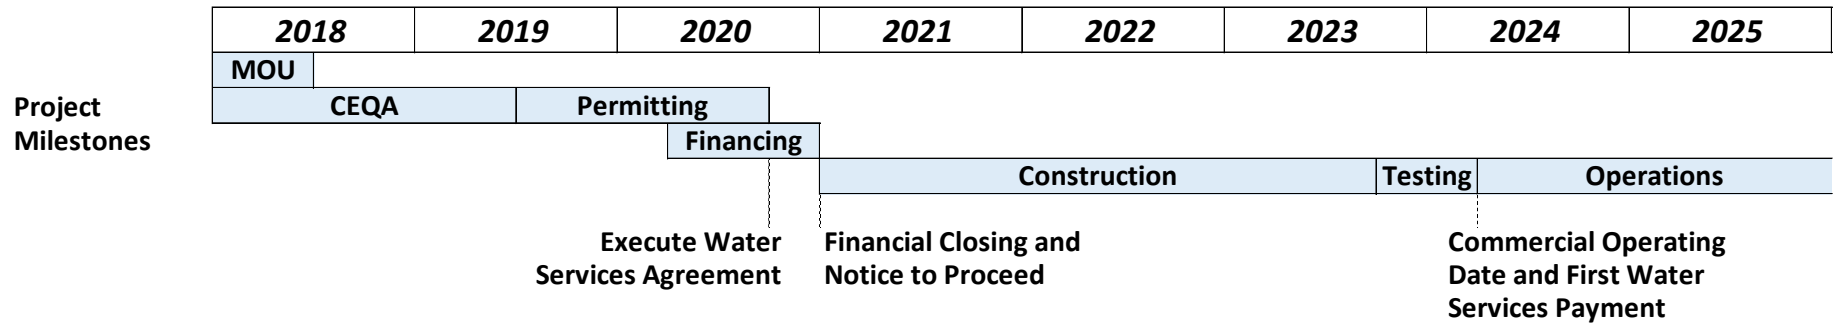 2018 2019 2020 2021 2022 2023 2024 2025
MOU
Project
Milestones
CEQA Permitting
Financing
Construction Testing Operations
Execute Water
Services Agreement
Financial Closing and
Notice to Proceed
Commercial Operating
Date and First Water
Services Payment